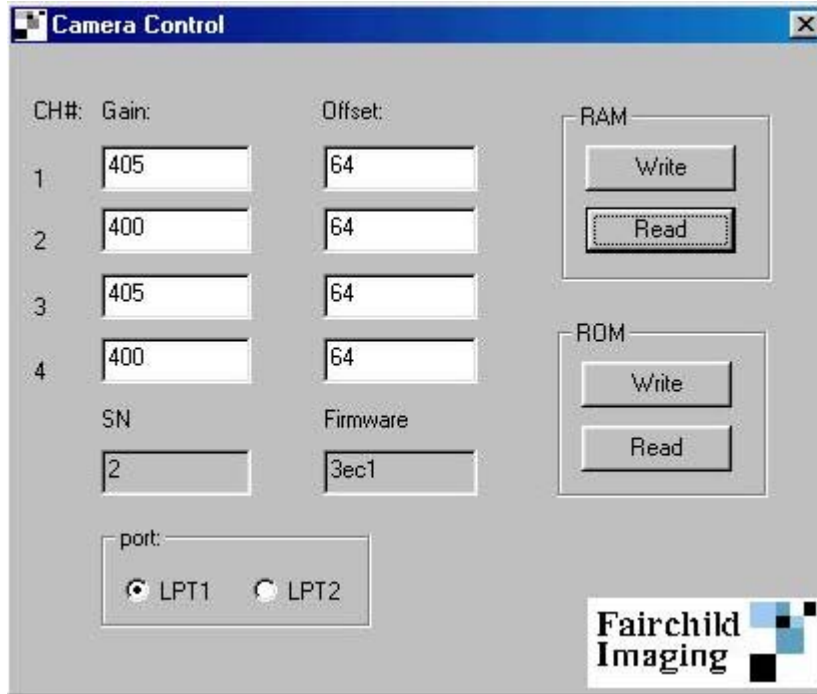 Camera Control
CH#: Gain: Offset:
1 405 64
2 400 64
3 405 64
4 400 64
SN Firmware
2 3ec1
port:
LPT1 LPT2
RAM
Write
Read
ROM
Write
Read
Fairchild
Imaging